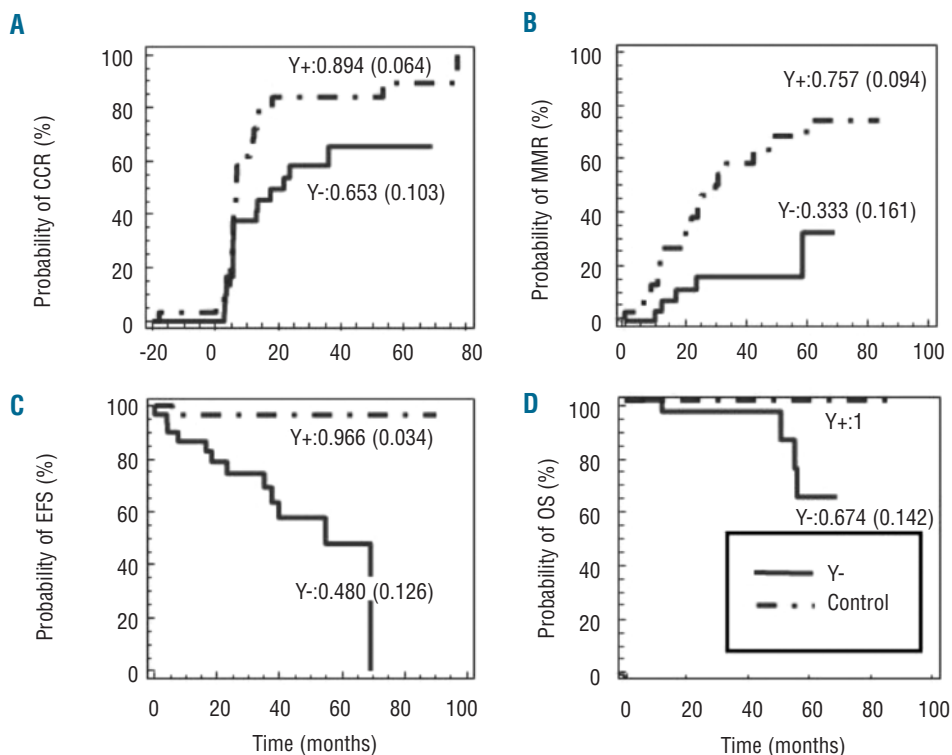 A
Probability of CCR (%)
100
80
60
40
20
0
Y+:0.894 (0.064)
Y-:0.653 (0.103)
-20 0 20 40 60 80
B
Probability of MMR (%)
100
80
60
40
20
0
Y+:0.757 (0.094)
Y-:0.333 (0.161)
0 20 40 60 80 100
C
Probability of EFS (%)
100
80
60
40
20
0
Y+:0.966 (0.034)
Y-:0.480 (0.126)
0 20 40 60 80 100
Time (months)
D
Probability of OS (%)
100
80
60
40
20
0
Y+:1
Y-:0.674 (0.142)
Y-
Control
0 20 40 60 80 100
Time (months)